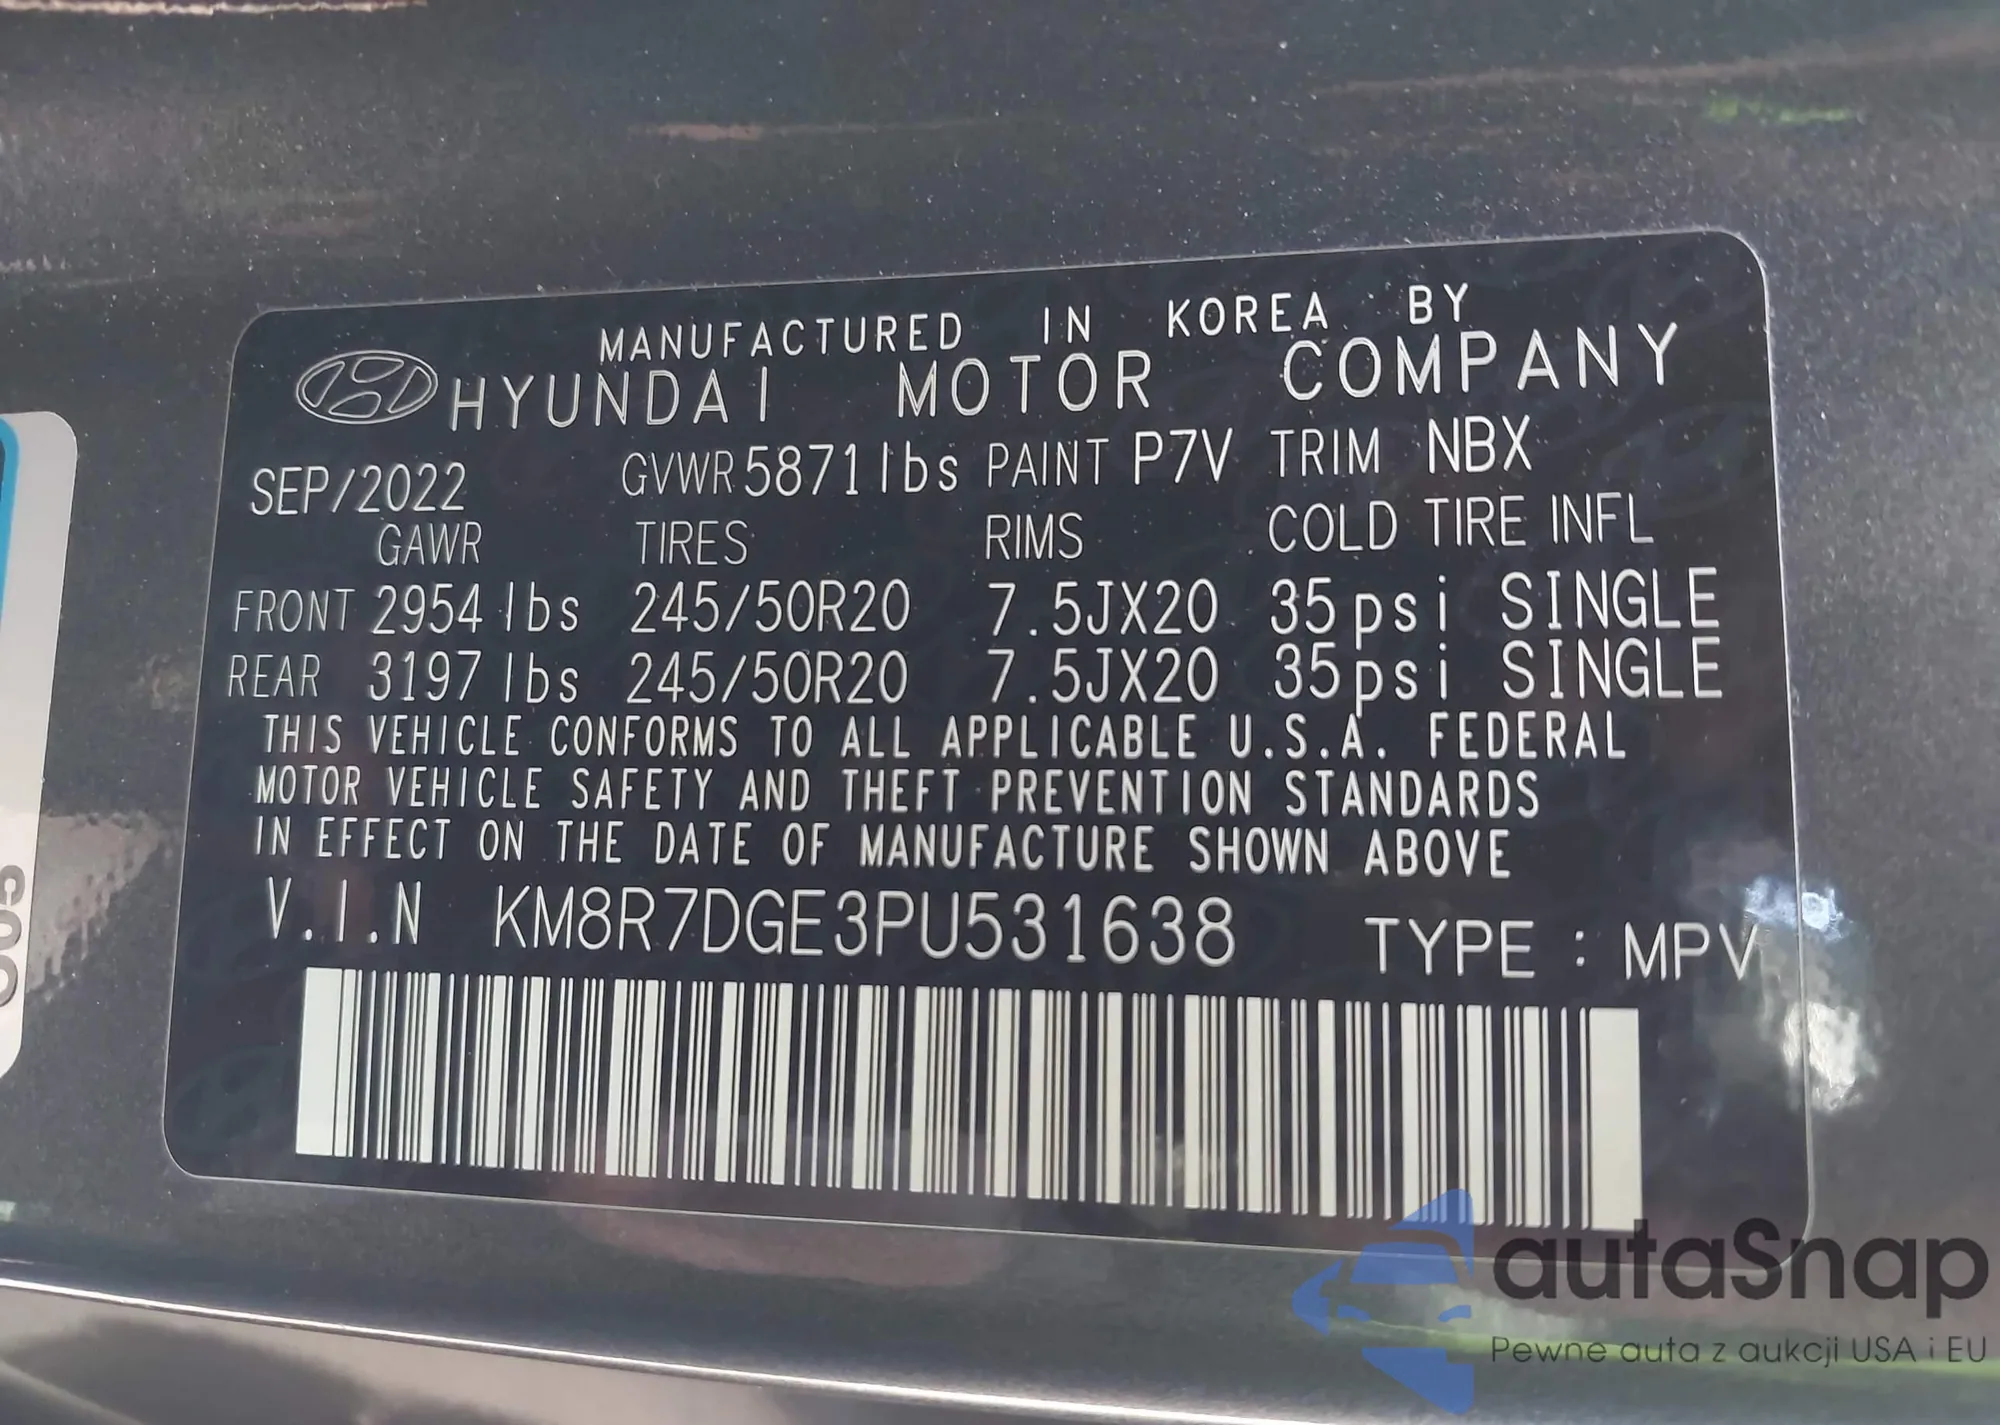 MANUFACTURED IN KOREA BY
HYUNDAI MOTOR COMPANY
SEP/2022 GVWR 5871lbs PAINT P7V TRIM NBX
GAWR TIRES RIMS COLD TIRE INFL
FRONT 2954 lbs 245/50R20 7.5JX20 35psi SINGLE
REAR 3197 lbs 245/50R20 7.5JX20 35psi SINGLE
THIS VEHICLE CONFORMS TO ALL APPLICABLE U.S.A. FEDERAL
MOTOR VEHICLE SAFETY AND THEFT PREVENTION STANDARDS
IN EFFECT ON THE DATE OF MANUFACTURE SHOWN ABOVE
V.I.N KM8R7DGE3PU531638 TYPE : MPV
autaSnap
Pewne auta z aukcji USA i EU